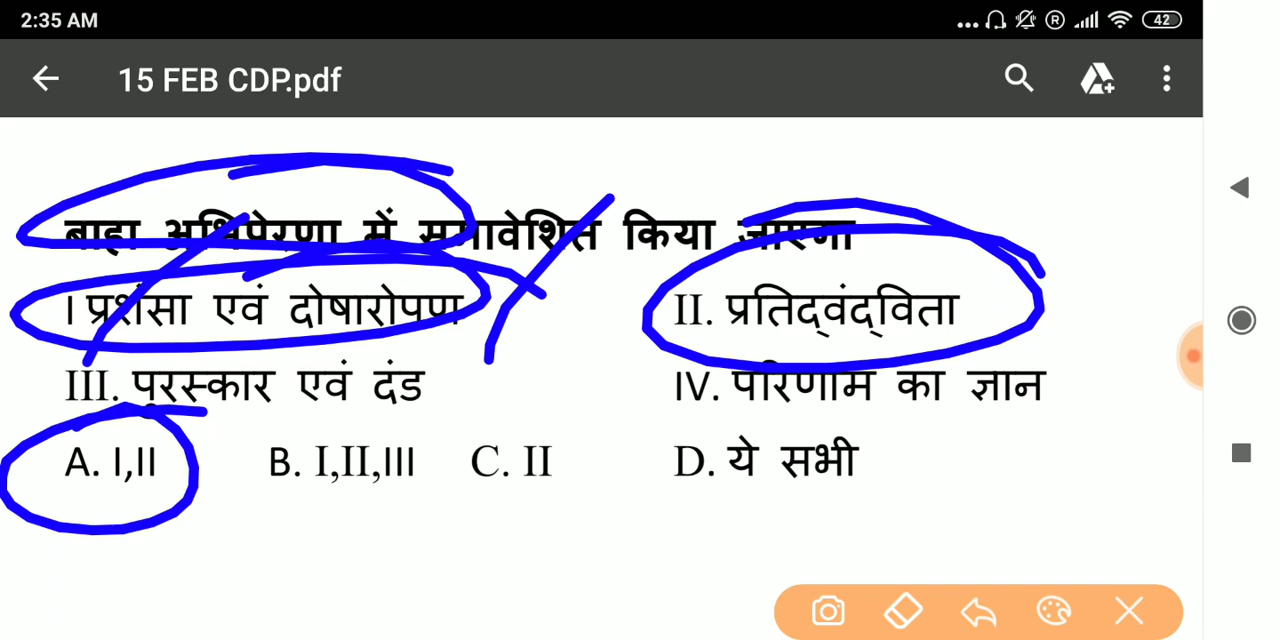 2:35 AM
42
15 FEB CDP.pdf
बाहा अभिप्रेरणा में समावेशित किया जाएगा
I प्रशंसा एवं दोषारोपण
II. प्रतिद्वंद्विता
III. पुरस्कार एवं दंड
IV. परिणाम का ज्ञान
A. I,II B. I,II,III C. II D. ये सभी